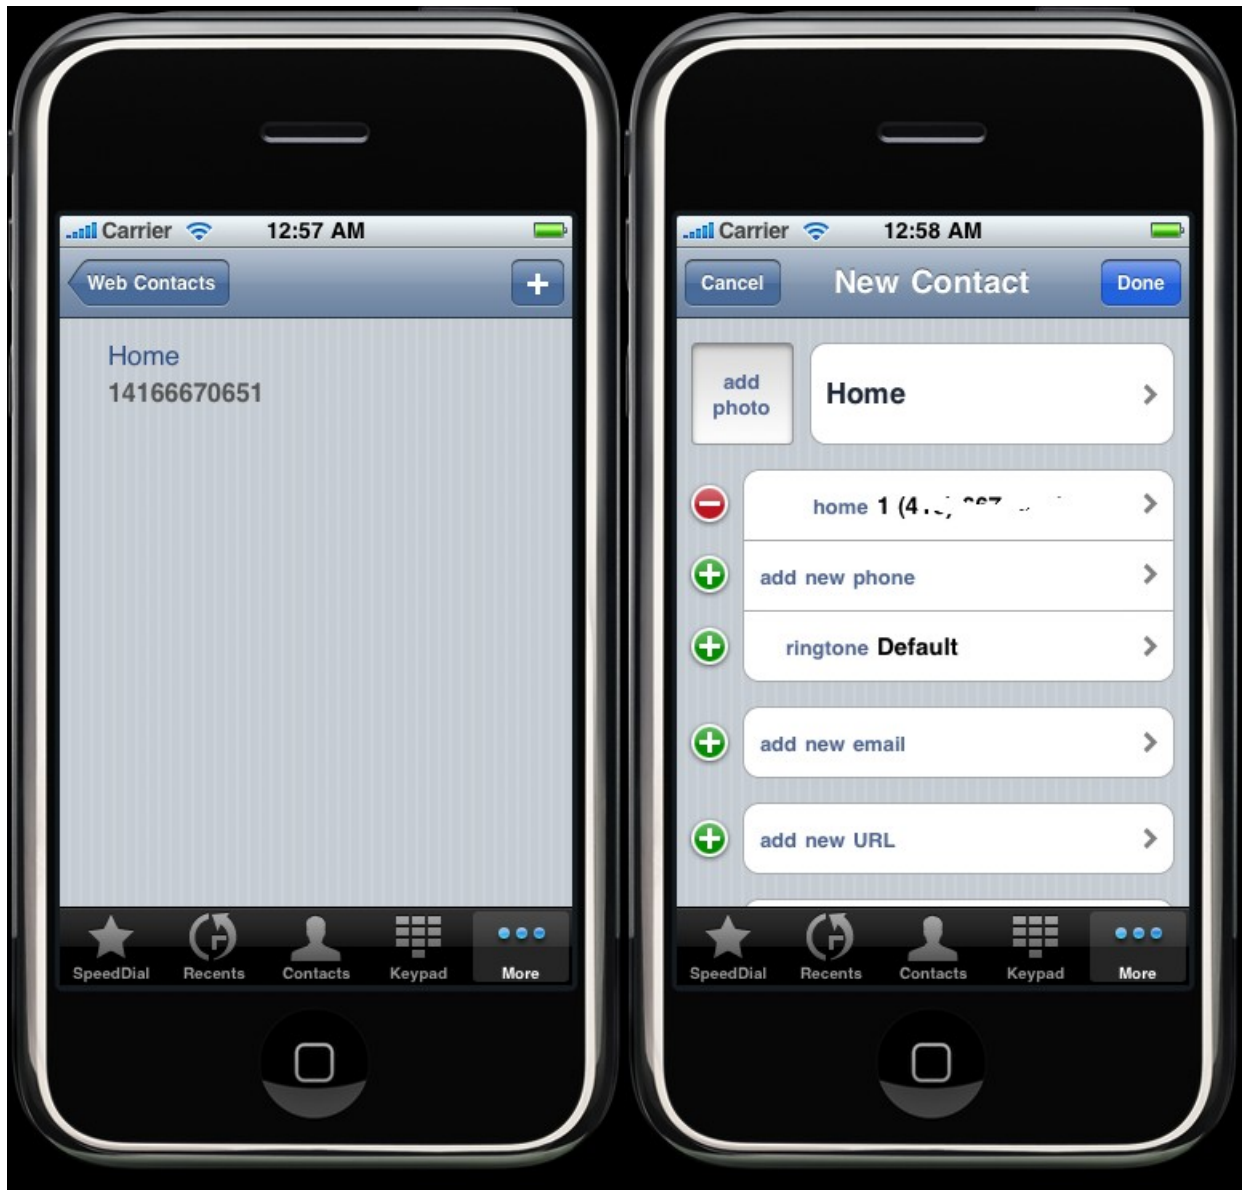 Carrier 12:57 AM
Web Contacts +
Home
14166670651
SpeedDial Recents Contacts Keypad More
Carrier 12:58 AM
Cancel New Contact Done
add
photo
Home
home 1 (4
add new phone
ringtone Default
add new email
add new URL
SpeedDial Recents Contacts Keypad More